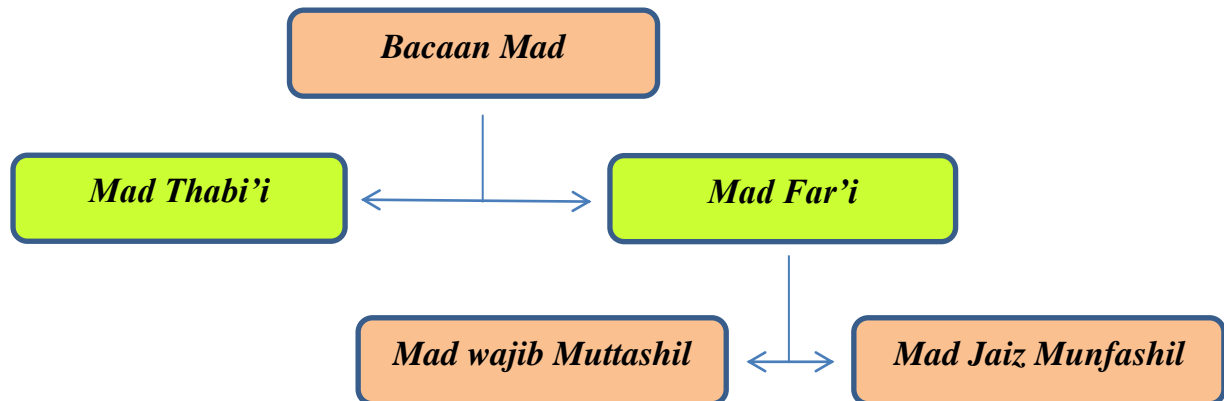 Bacaan Mad
Mad Thabi’i
Mad Far’i
Mad wajib Muttashil
Mad Jaiz Munfashil